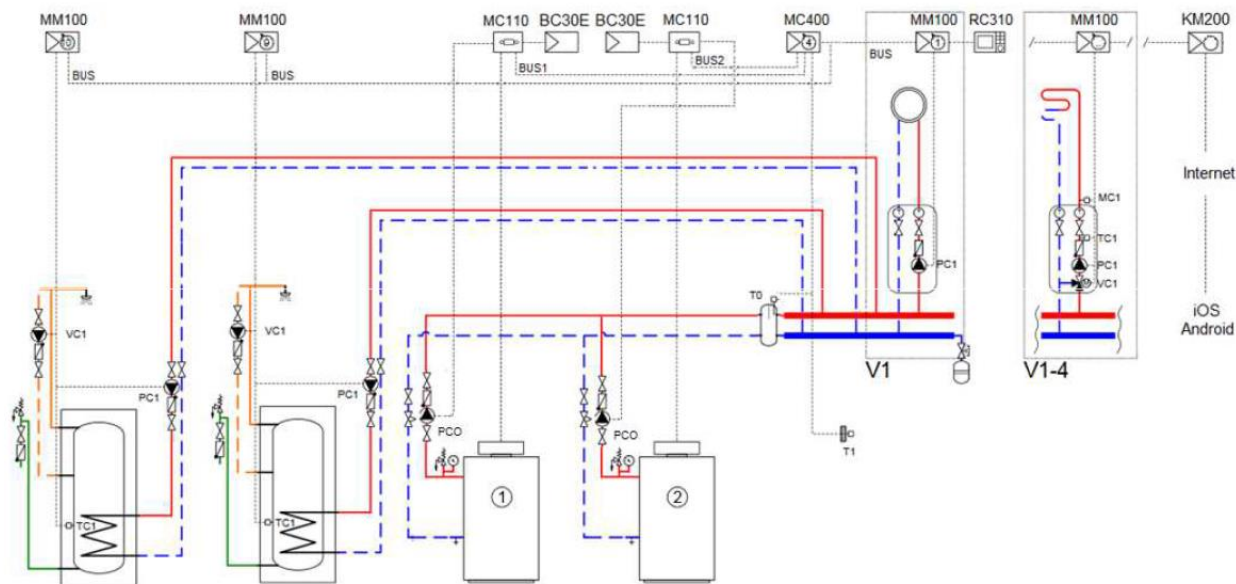 MM100 MM100 MC110 BC30E BC30E MC110 MC400 MM100 RC310 MM100 KM200
9 4 1
BUS BUS BUS1 BUS2 BUS
Internet
MC1
TC1
PC1 PC1
VC1
T0
iOS
Android
VC1 VC1
V1 V1-4
PC1 PC1
PCO PCO
T1
1 2
TC1 TC1